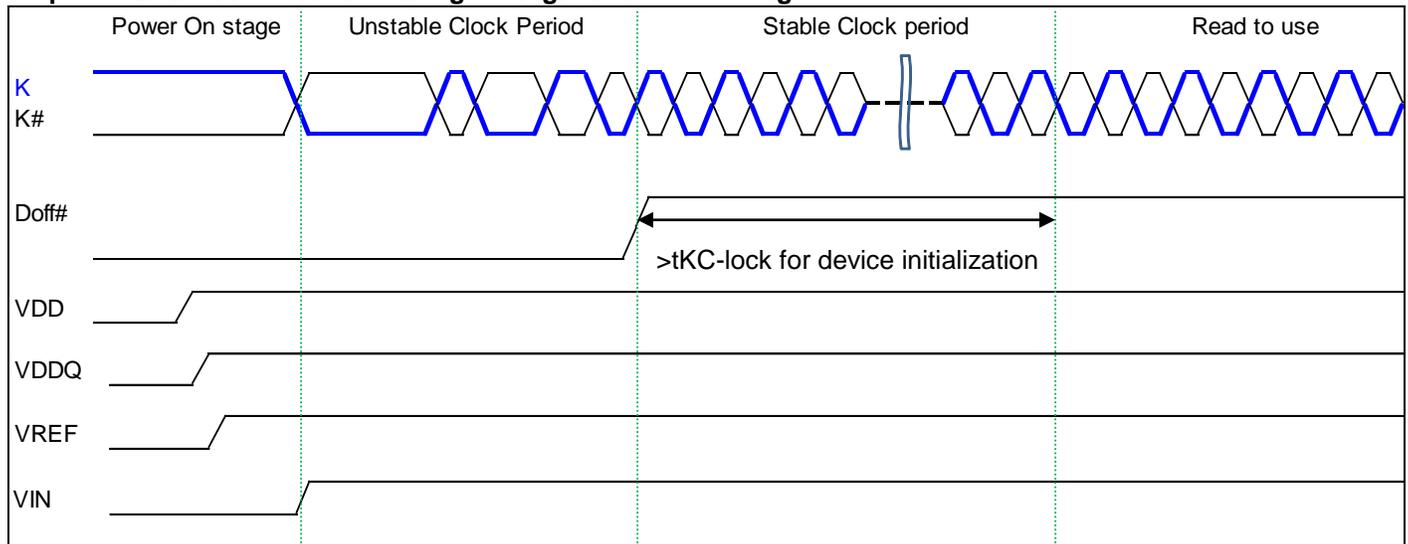 Power On stage
Unstable Clock Period
Stable Clock period
Read to use
K
K#
Doff#
>tKC-lock for device initialization
VDD
VDDQ
VREF
VIN